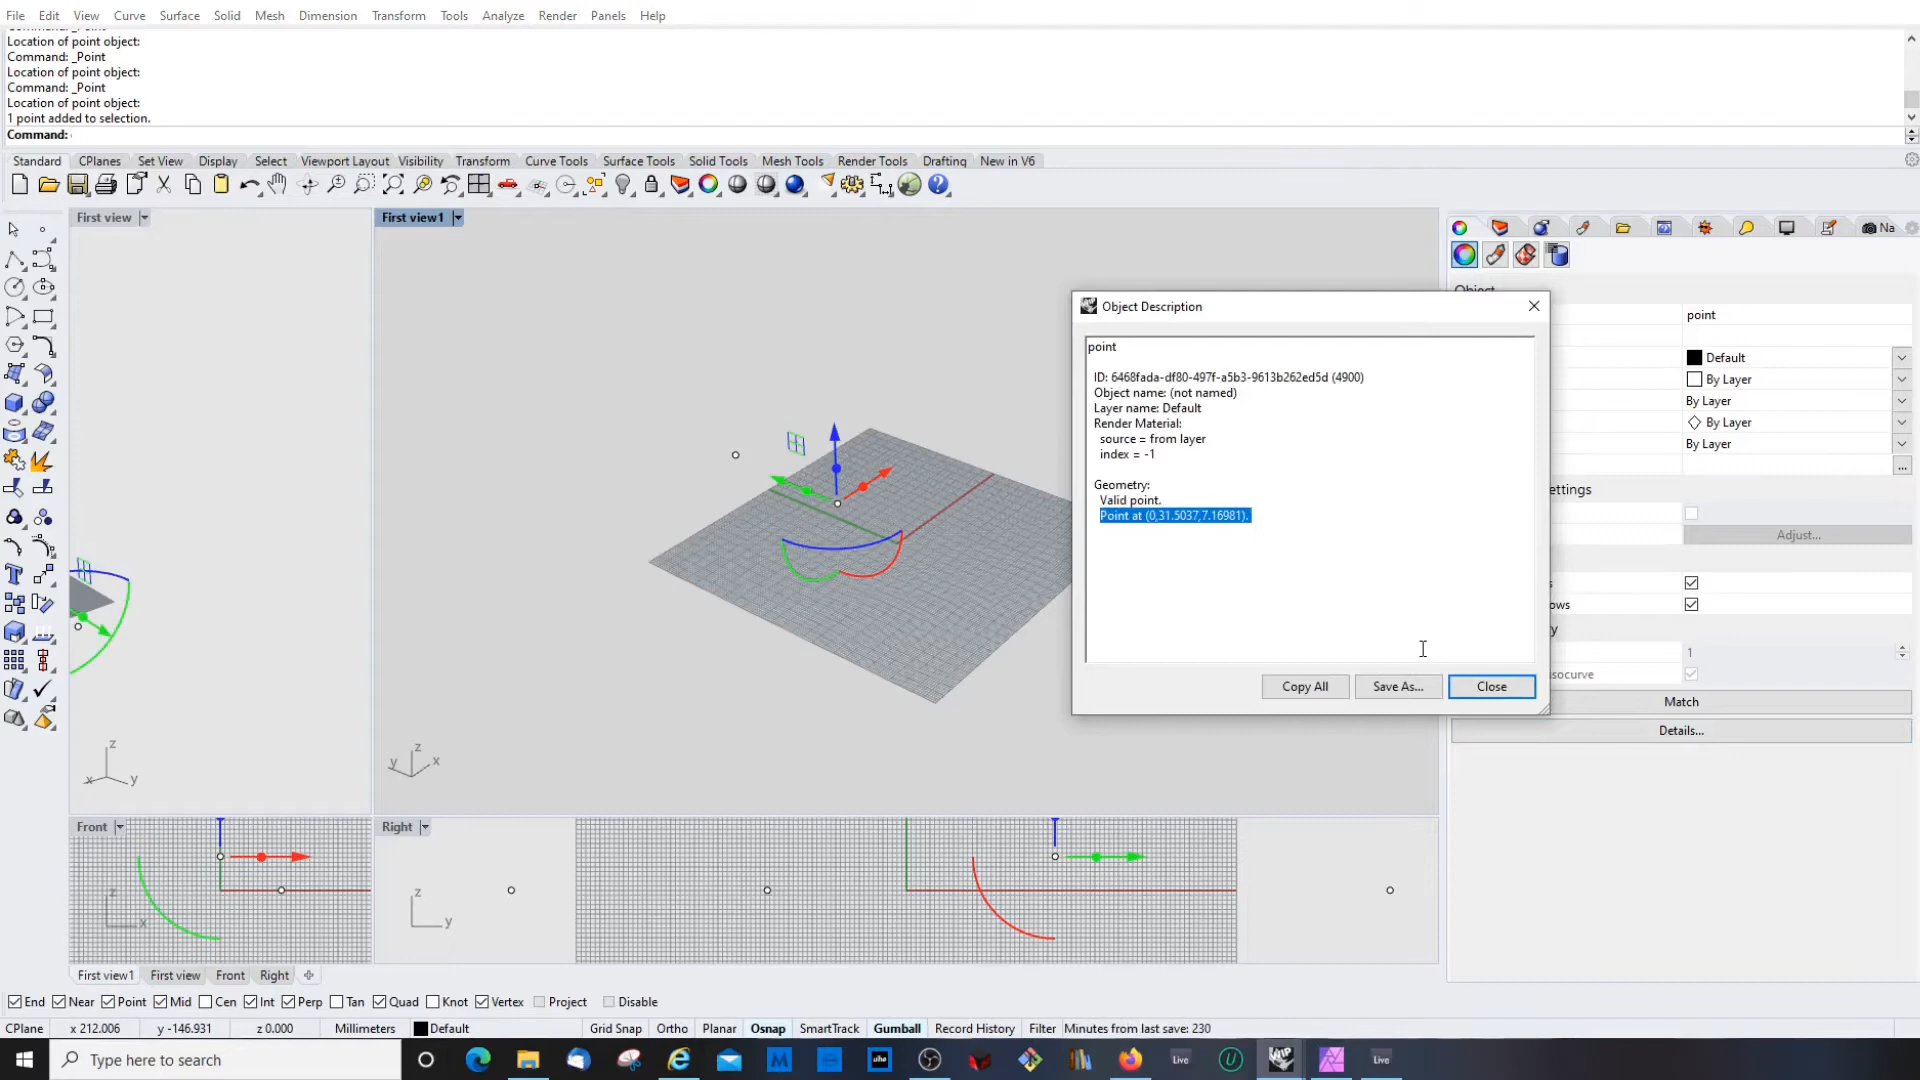 File Edit View Curve Surface Solid Mesh Dimension Transform Tools Analyze Render Panels Help
Location of point object:
Command: _Point
Location of point object:
Command: _Point
Location of point object:
1 point added to selection.
Command:
Standard CPlanes Set View Display Select Viewport Layout Visibility Transform Curve Tools Surface Tools Solid Tools Mesh Tools Render Tools Drafting New in V6
First view
First view1
Na
Object Description
point
ID: 6468fada-df80-497f-a5b3-9613b262ed5d (4900)
Object name: (not named)
Layer name: Default
Render Material:
source = from layer
index = -1
Geometry:
Valid point.
Point at (0,31.5037,7.16981).
Copy All Save As... Close
Object
point
Default
By Layer
By Layer
By Layer
By Layer
...
ettings
Adjust...
s
ows
y
1
socurve
Match
Details...
z
x y
z
y x
Front
z
x
Right
z
y
First view1 First view Front Right
End Near Point Mid Cen Int Perp Tan Quad Knot Vertex Project Disable
CPlane x 212.006 y -146.931 z 0.000 Millimeters Default Grid Snap Ortho Planar Osnap SmartTrack Gumball Record History Filter Minutes from last save: 230
Type here to search
uhe
Live
WIP
Live